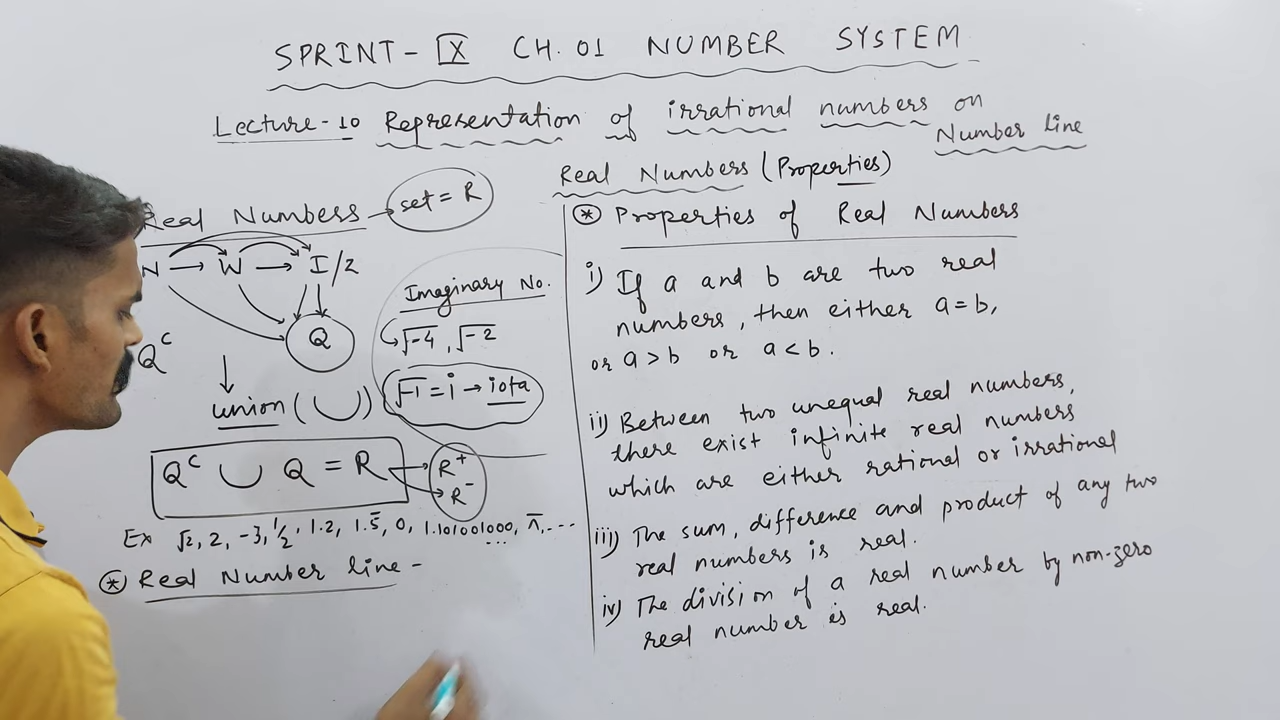 SPRINT-IX CH.01 NUMBER SYSTEM
Lecture-10 Representation of irrational numbers on
Number line
Real Numbers (Properties)
Real Numbers → set = R
N → W → I/Z
Q
Q^c
↓
union (∪)
Imaginary No.
√-4, √-2
√-1 = i → iota
Q^c ∪ Q = R
R+
R-
Ex √2, 2, -3, 1/2, 1.2, 1.5̄, 0, 1.101001000..., π, ...
* Real Number line -
* Properties of Real Numbers
i) If a and b are two real
numbers, then either a=b,
or a>b or a<b.
ii) Between two unequal real numbers,
there exist infinite real numbers
which are either rational or irrational
iii) The sum, difference and product of any two
real numbers is real.
iv) The division of a real number by non-zero
real number is real.